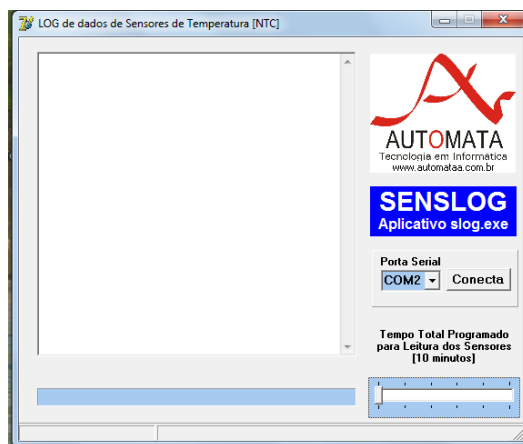 LOG de dados de Sensores de Temperatura [NTC]
AUTOMATA
Tecnologia em Informática
www.automataa.com.br
SENSLOG
Aplicativo slog.exe
Porta Serial
COM2
Conecta
Tempo Total Programado
para Leitura dos Sensores
[10 minutos]